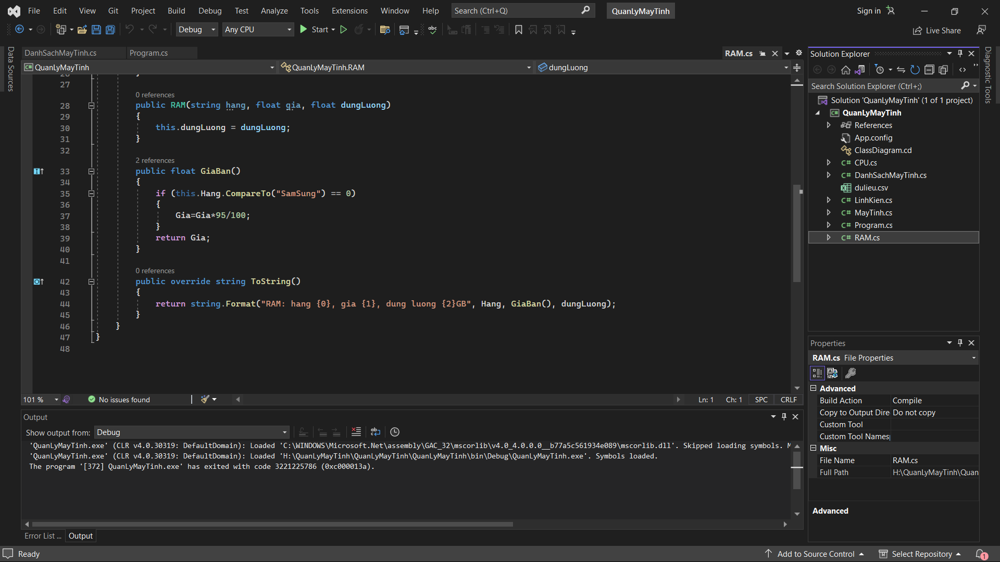 File Edit View Git Project Build Debug Test Analyze Tools Extensions Window Help Search (Ctrl+Q) QuanLyMayTinh Sign in
Debug Any CPU Start Live Share
Data Sources
Diagnostic Tools
DanhSachMayTinh.cs Program.cs RAM.cs
QuanLyMayTinh QuanLyMayTinh.RAM dungLuong
27
0 references
28 public RAM(string hang, float gia, float dungLuong)
29 {
30 this.dungLuong = dungLuong;
31 }
32
2 references
33 public float GiaBan()
34 {
35 if (this.Hang.CompareTo("SamSung") == 0)
36 {
37 Gia=Gia*95/100;
38 }
39 return Gia;
40 }
41
0 references
42 public override string ToString()
43 {
44 return string.Format("RAM: hang {0}, gia {1}, dung luong {2}GB", Hang, GiaBan(), dungLuong);
45 }
46 }
47 }
48
101 % No issues found Ln: 1 Ch: 1 SPC CRLF
Output
Show output from: Debug
'QuanLyMayTinh.exe' (CLR v4.0.30319: DefaultDomain): Loaded 'C:\WINDOWS\Microsoft.Net\assembly\GAC_32\mscorlib\v4.0_4.0.0.0__b77a5c561934e089\mscorlib.dll'. Skipped loading symbols. M
'QuanLyMayTinh.exe' (CLR v4.0.30319: DefaultDomain): Loaded 'H:\QuanLyMayTinh\QuanLyMayTinh\QuanLyMayTinh\bin\Debug\QuanLyMayTinh.exe'. Symbols loaded.
The program '[372] QuanLyMayTinh.exe' has exited with code 3221225786 (0xc000013a).
Error List ... Output
Solution Explorer
Search Solution Explorer (Ctrl+;)
Solution 'QuanLyMayTinh' (1 of 1 project)
QuanLyMayTinh
References
App.config
ClassDiagram.cd
C# CPU.cs
C# DanhSachMayTinh.cs
dulieu.csv
C# LinhKien.cs
C# MayTinh.cs
C# Program.cs
C# RAM.cs
Properties
RAM.cs File Properties
Advanced
Build Action Compile
Copy to Output Dire Do not copy
Custom Tool
Custom Tool Namesp
Misc
File Name RAM.cs
Full Path H:\QuanLyMayTinh\Quan
Advanced
Ready Add to Source Control Select Repository 1